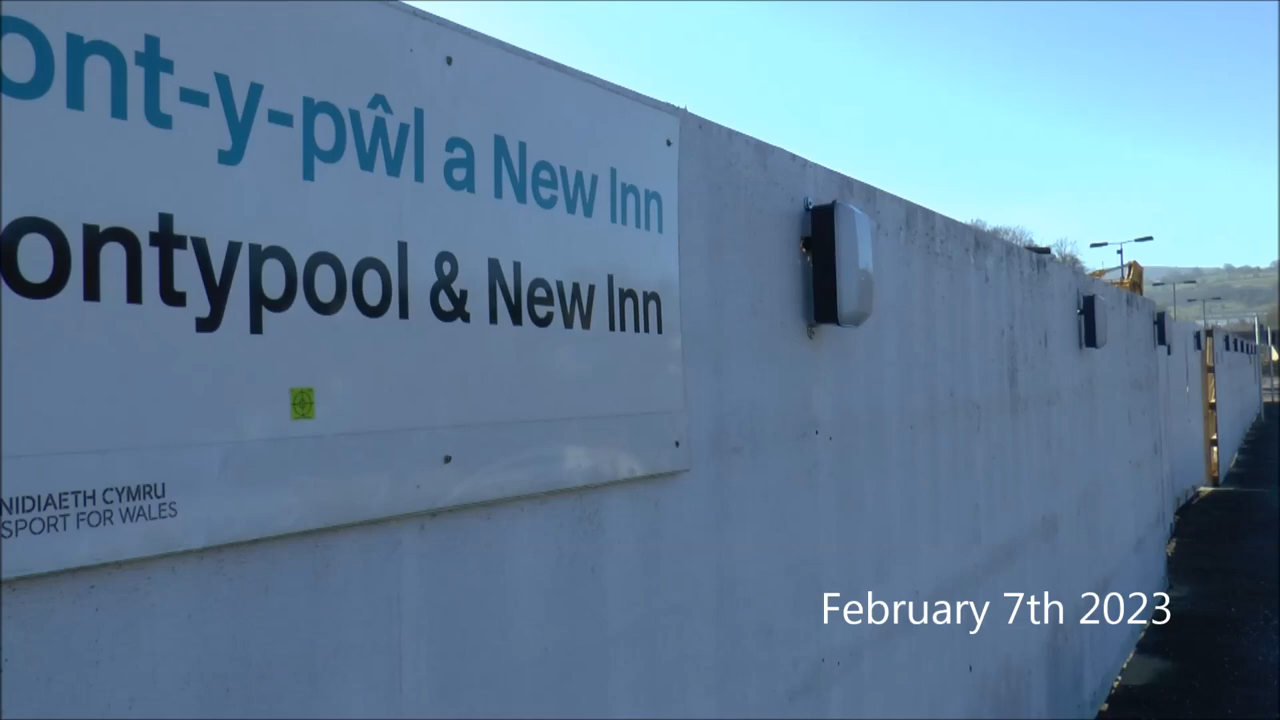 ont-y-pŵl a New Inn
ontypool & New Inn
NIDIAETH CYMRU
SPORT FOR WALES
February 7th 2023